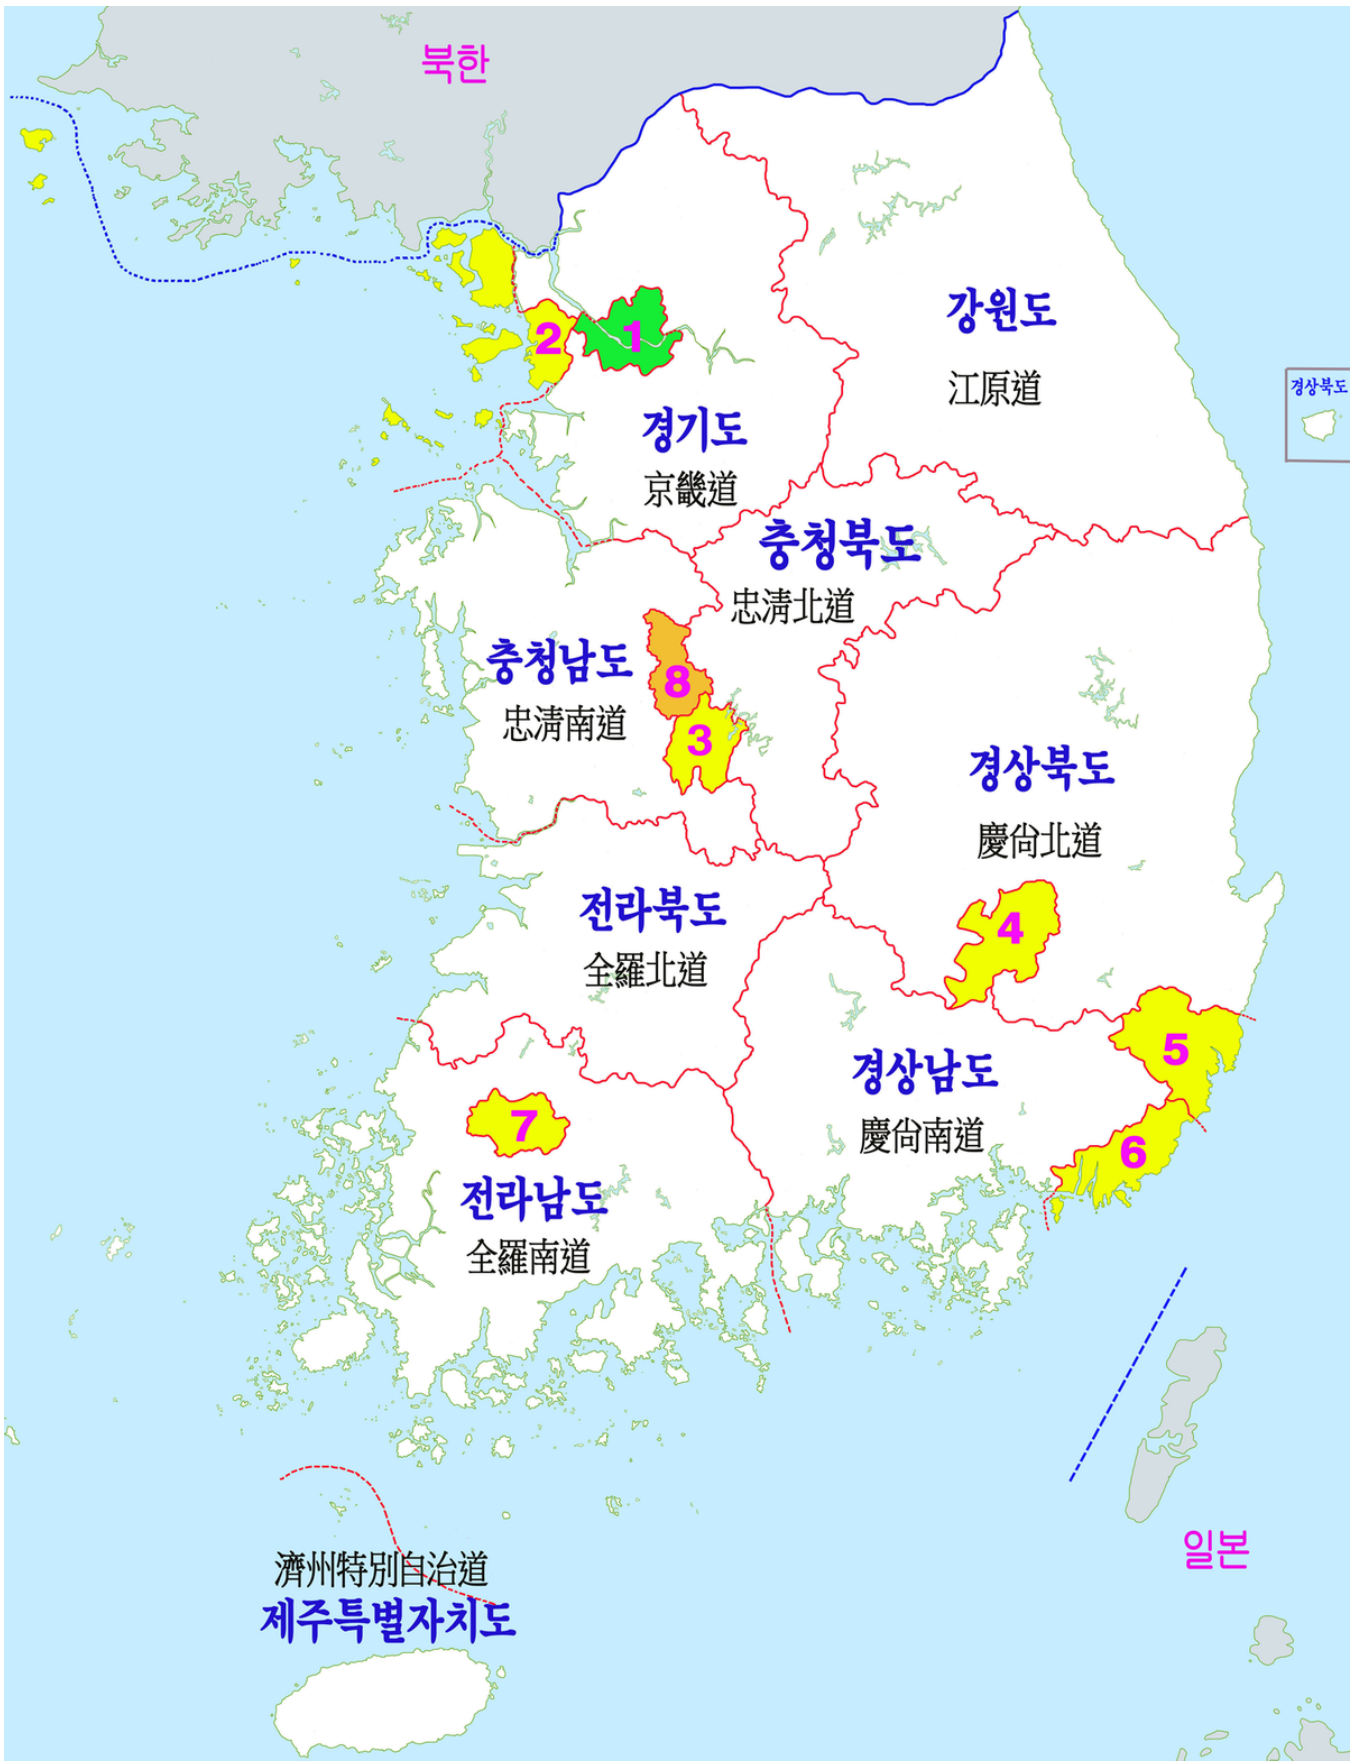 북한
2
1
강원도
江原道
경상북도
경기도
京畿道
충청북도
忠淸北道
충청남도
忠淸南道
8
3
경상북도
慶尙北道
4
전라북도
全羅北道
5
경상남도
慶尙南道
6
7
전라남도
全羅南道
일본
濟州特別自治道
제주특별자치도